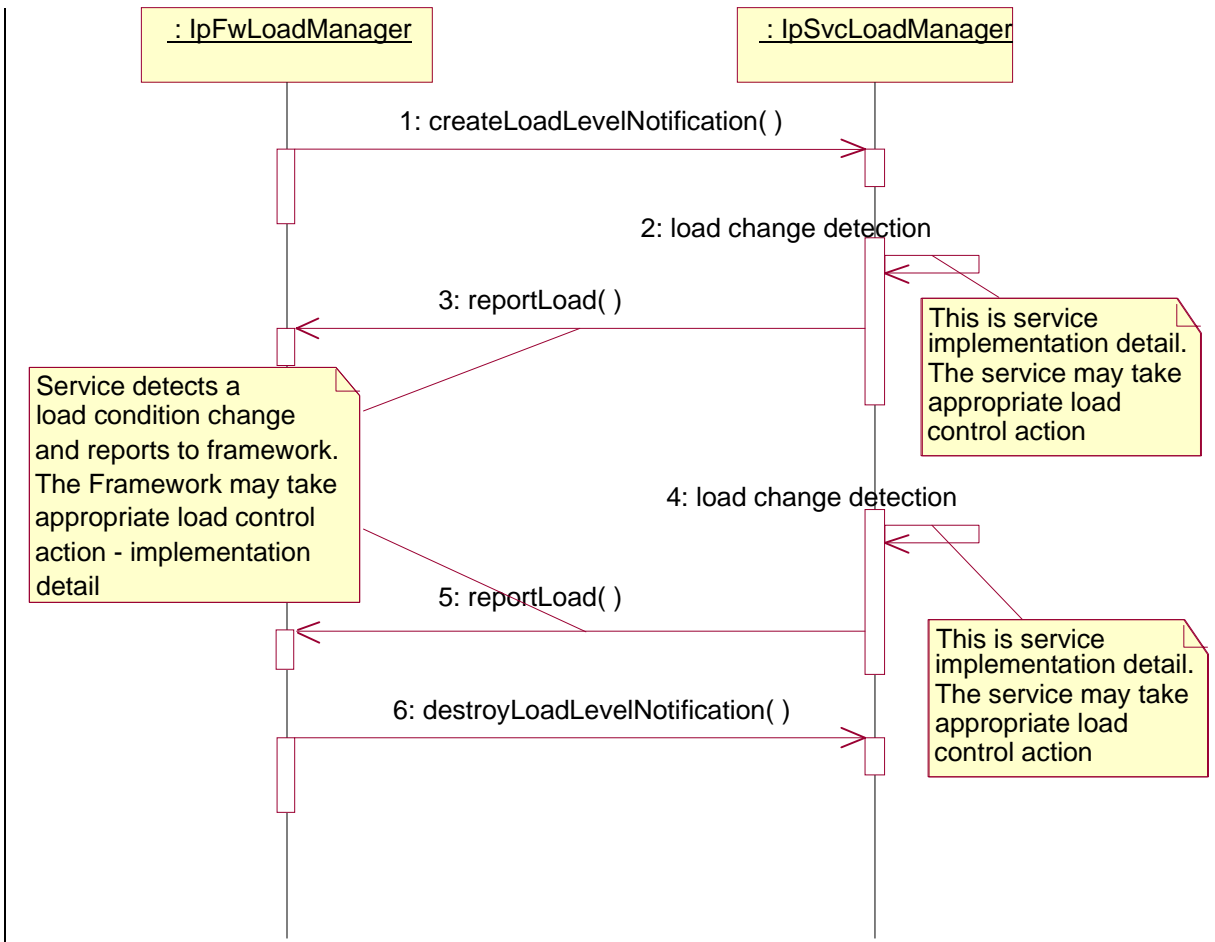 : IpFwLoadManager
: IpSvcLoadManager
1: createLoadLevelNotification( )
2: load change detection
3: reportLoad( )
This is service
implementation detail.
The service may take
appropriate load
control action
Service detects a
load condition change
and reports to framework.
The Framework may take
appropriate load control
action - implementation
detail
4: load change detection
5: reportLoad( )
This is service
implementation detail.
The service may take
appropriate load
control action
6: destroyLoadLevelNotification( )